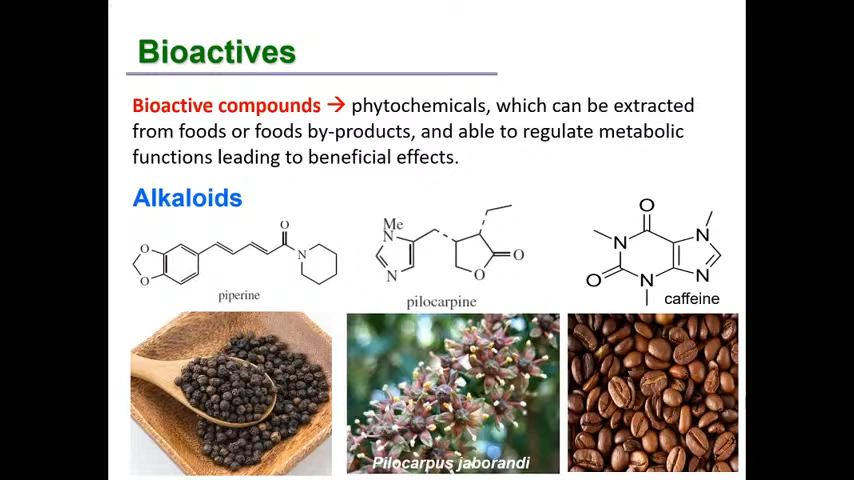 Bioactives
Bioactive compounds → phytochemicals, which can be extracted
from foods or foods by-products, and able to regulate metabolic
functions leading to beneficial effects.
Alkaloids
O
O
O
N
piperine
Me
N
N
O
O
pilocarpine
O
N
N
O
N
N
caffeine
Pilocarpus jaborandi